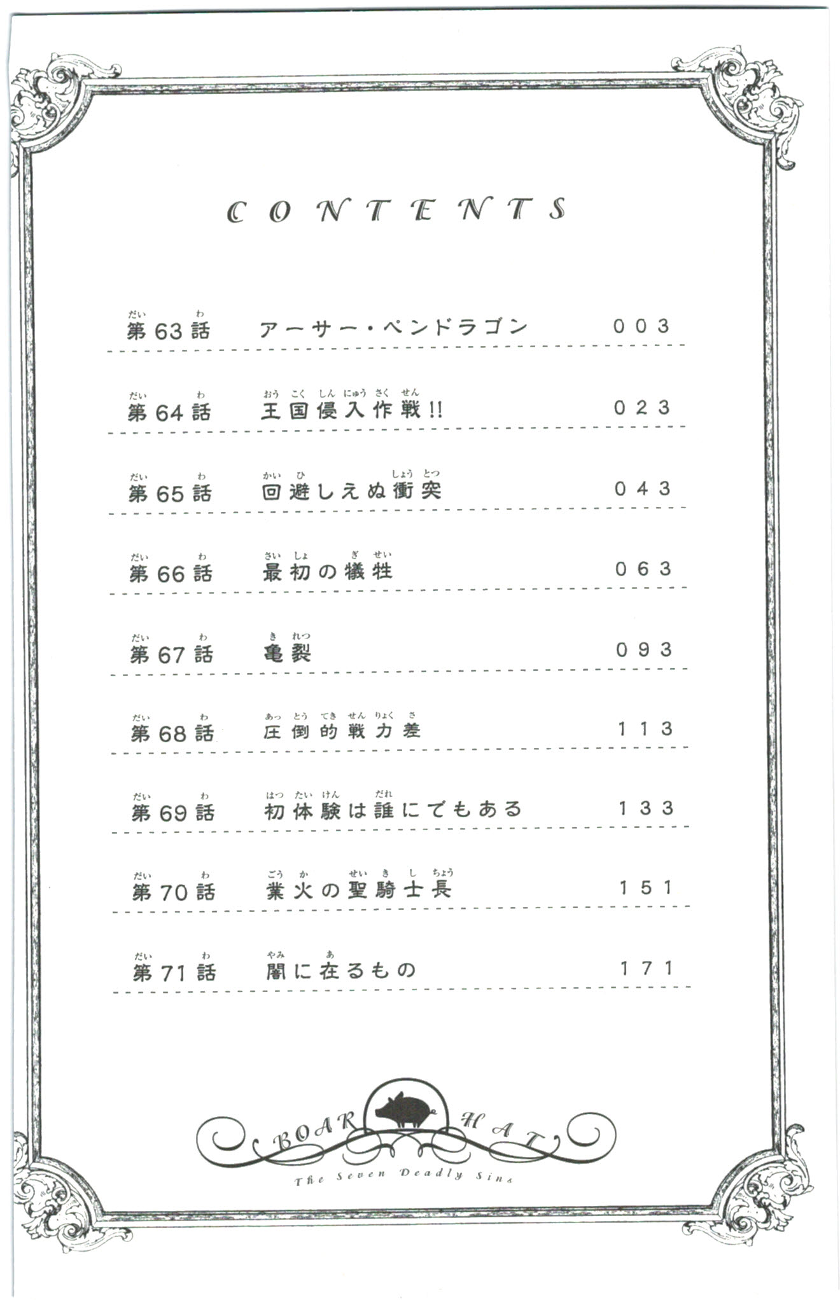 CONTENTS
第63話 アーサー・ペンドラゴン 003
第64話 王国侵入作戦!! 023
第65話 回避しえぬ衝突 043
第66話 最初の犠牲 063
第67話 亀裂 093
第68話 圧倒的戦力差 113
第69話 初体験は誰にでもある 133
第70話 業火の聖騎士長 151
第71話 闇に在るもの 171
BOAR HAT
The Seven Deadly Sins